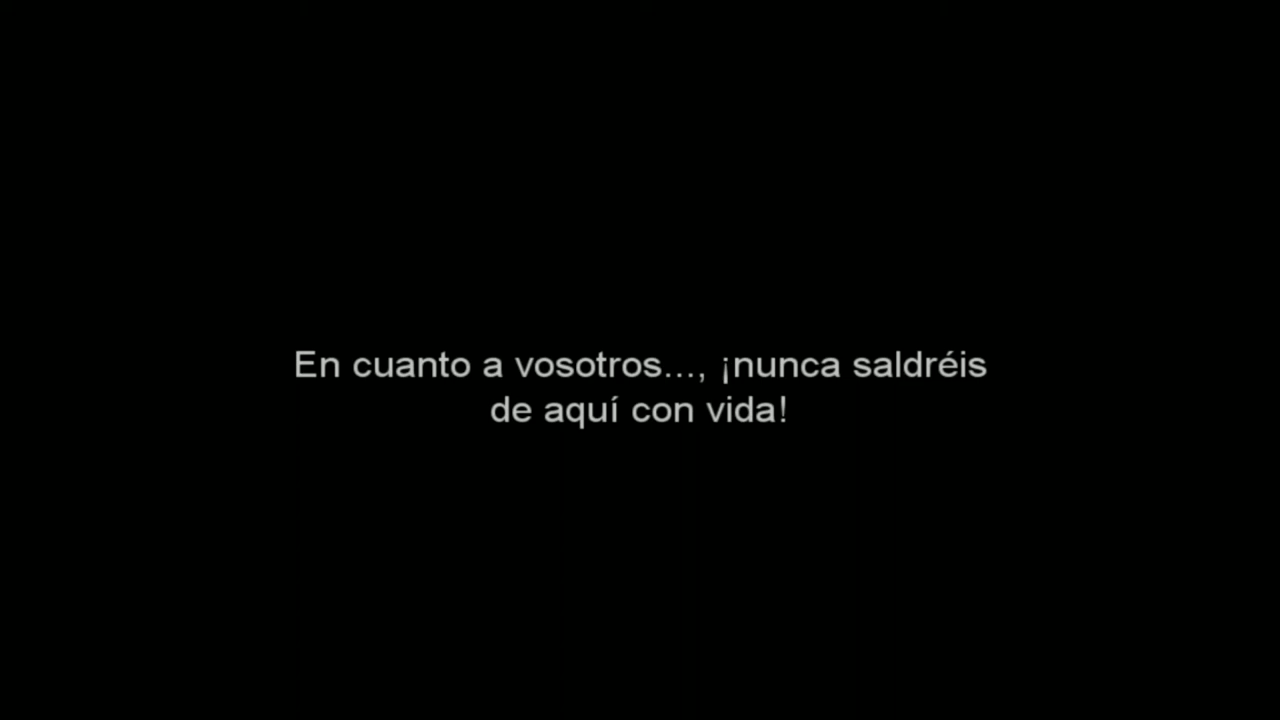 En cuanto a vosotros..., ¡nunca saldréis
de aquí con vida!